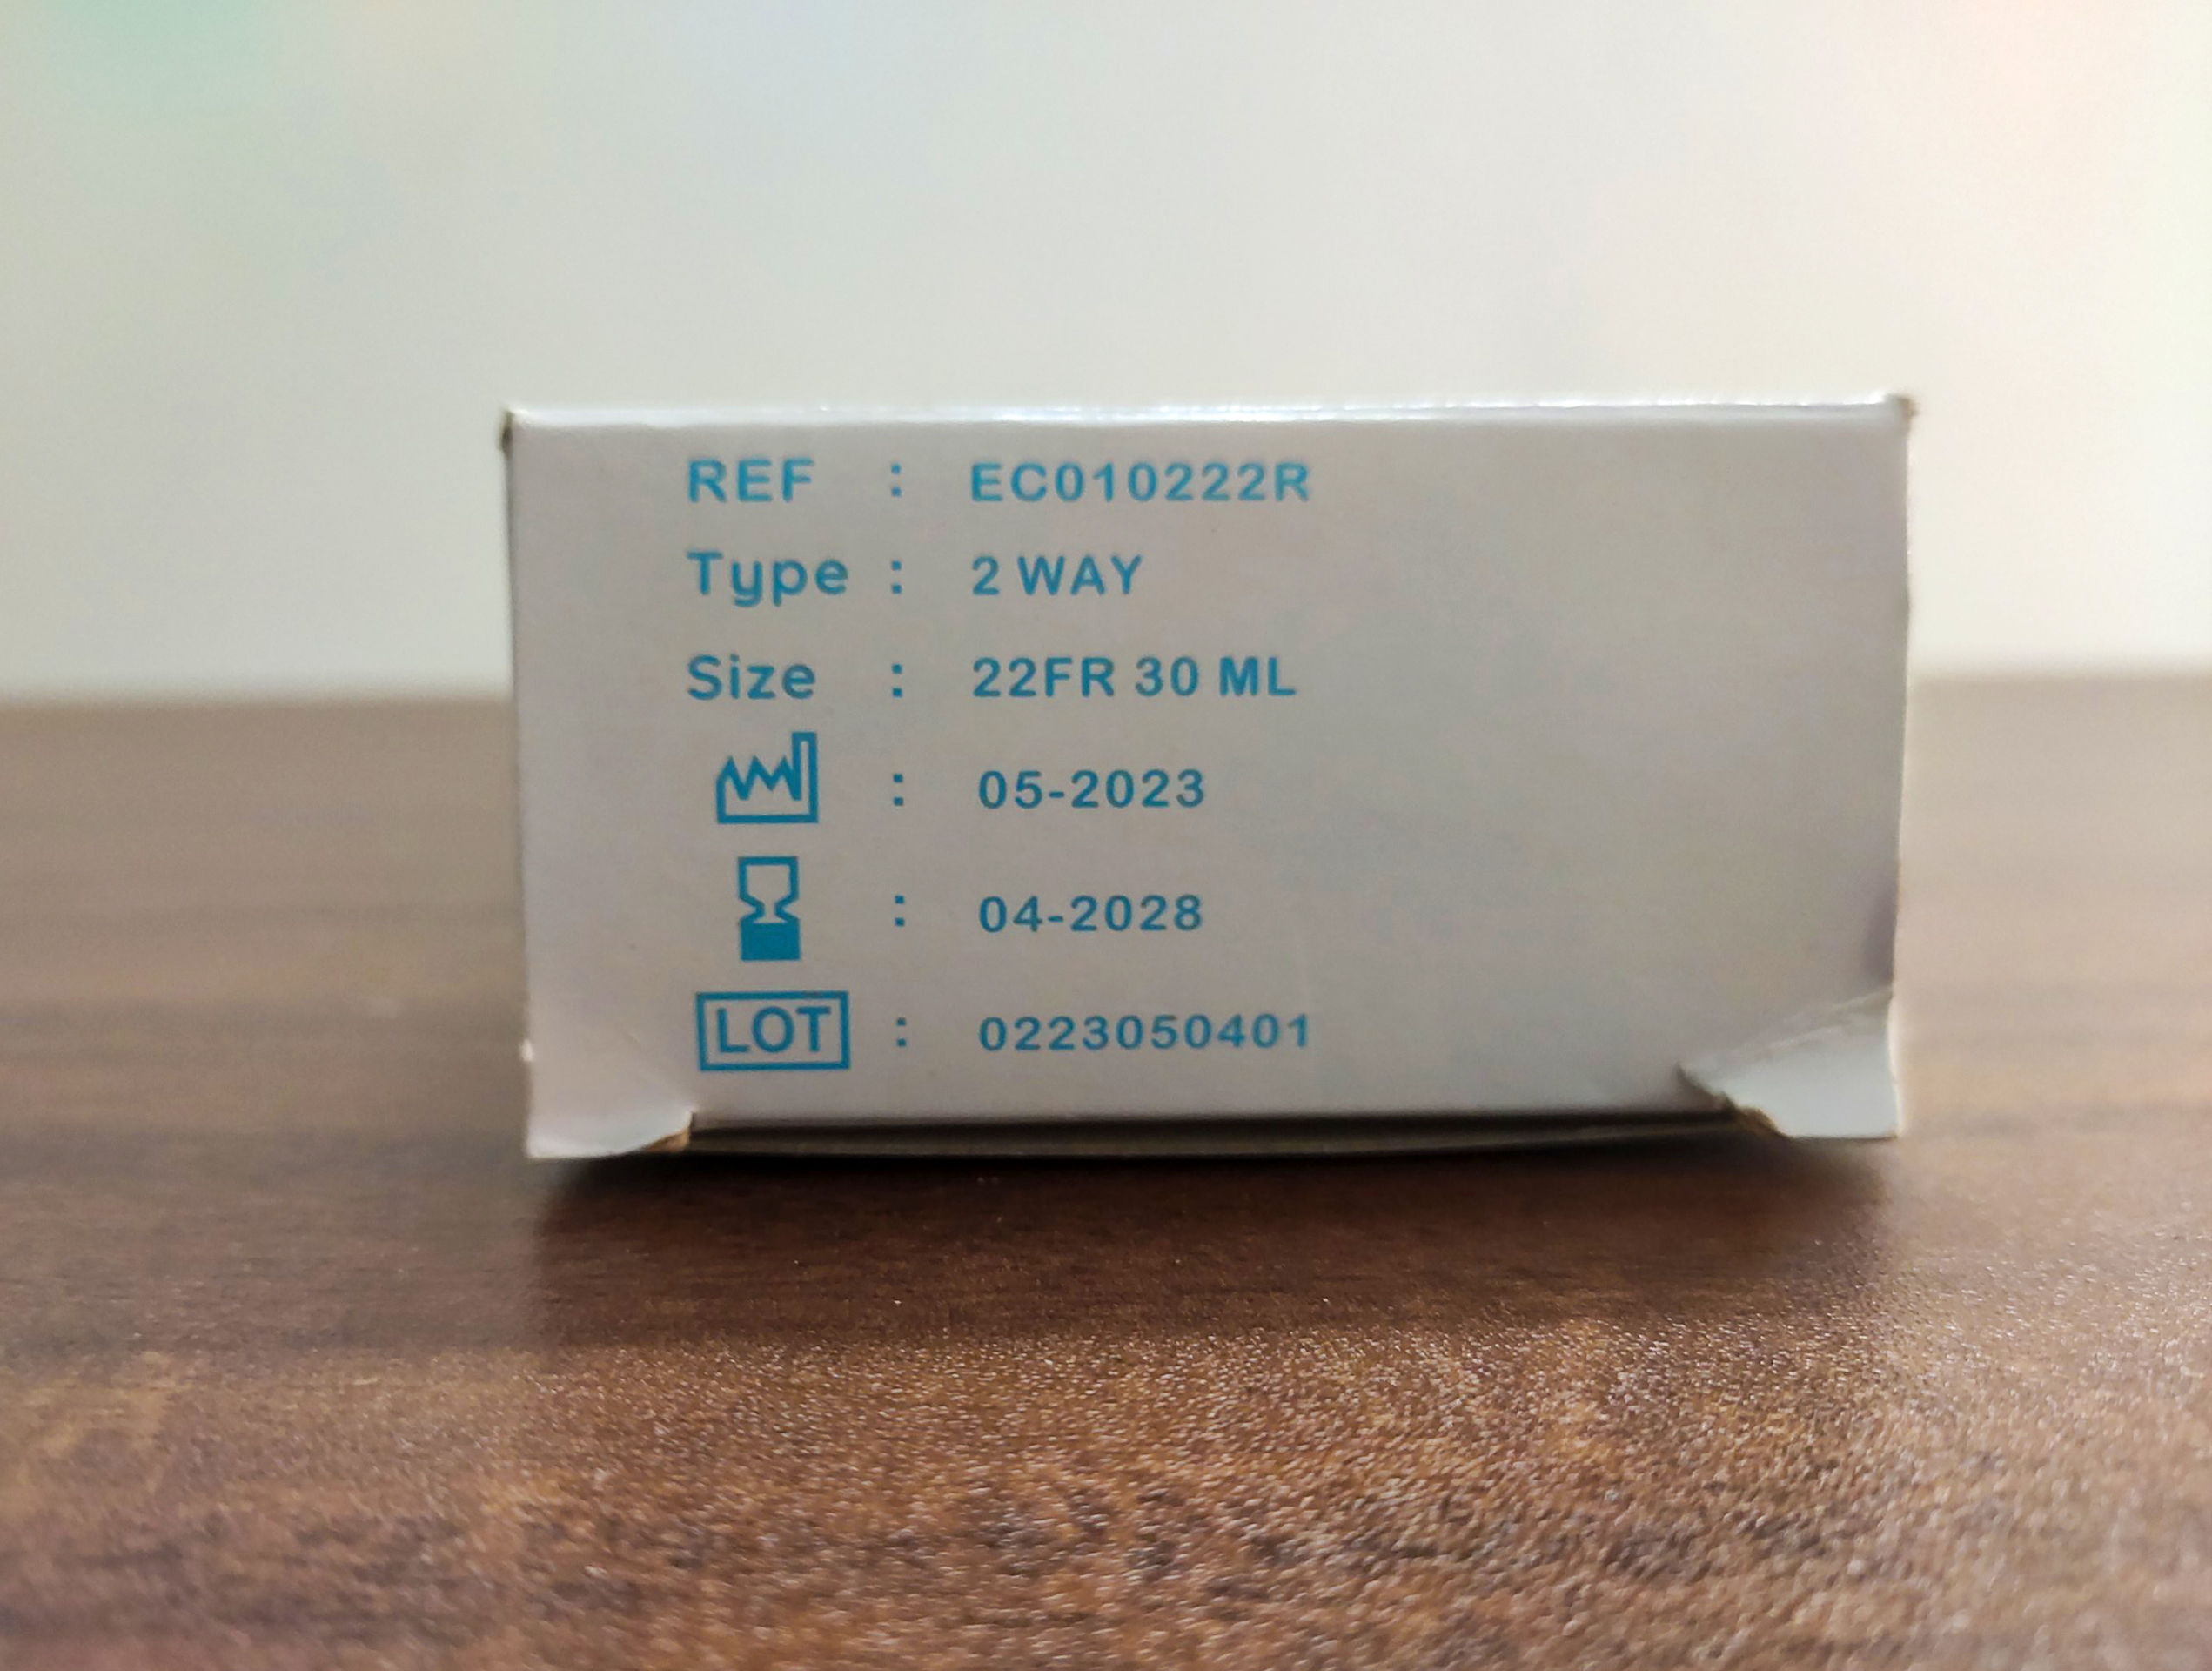 REF : EC010222R
Type : 2 WAY
Size : 22FR 30 ML
: 05-2023
: 04-2028
LOT : 0223050401